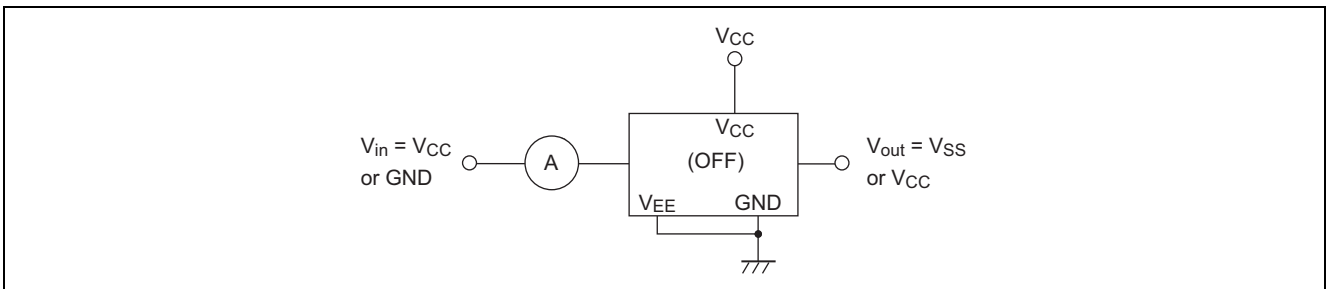 VCC
VCC
(OFF)
VEE GND
Vin = VCC
or GND
A
Vout = VSS
or VCC